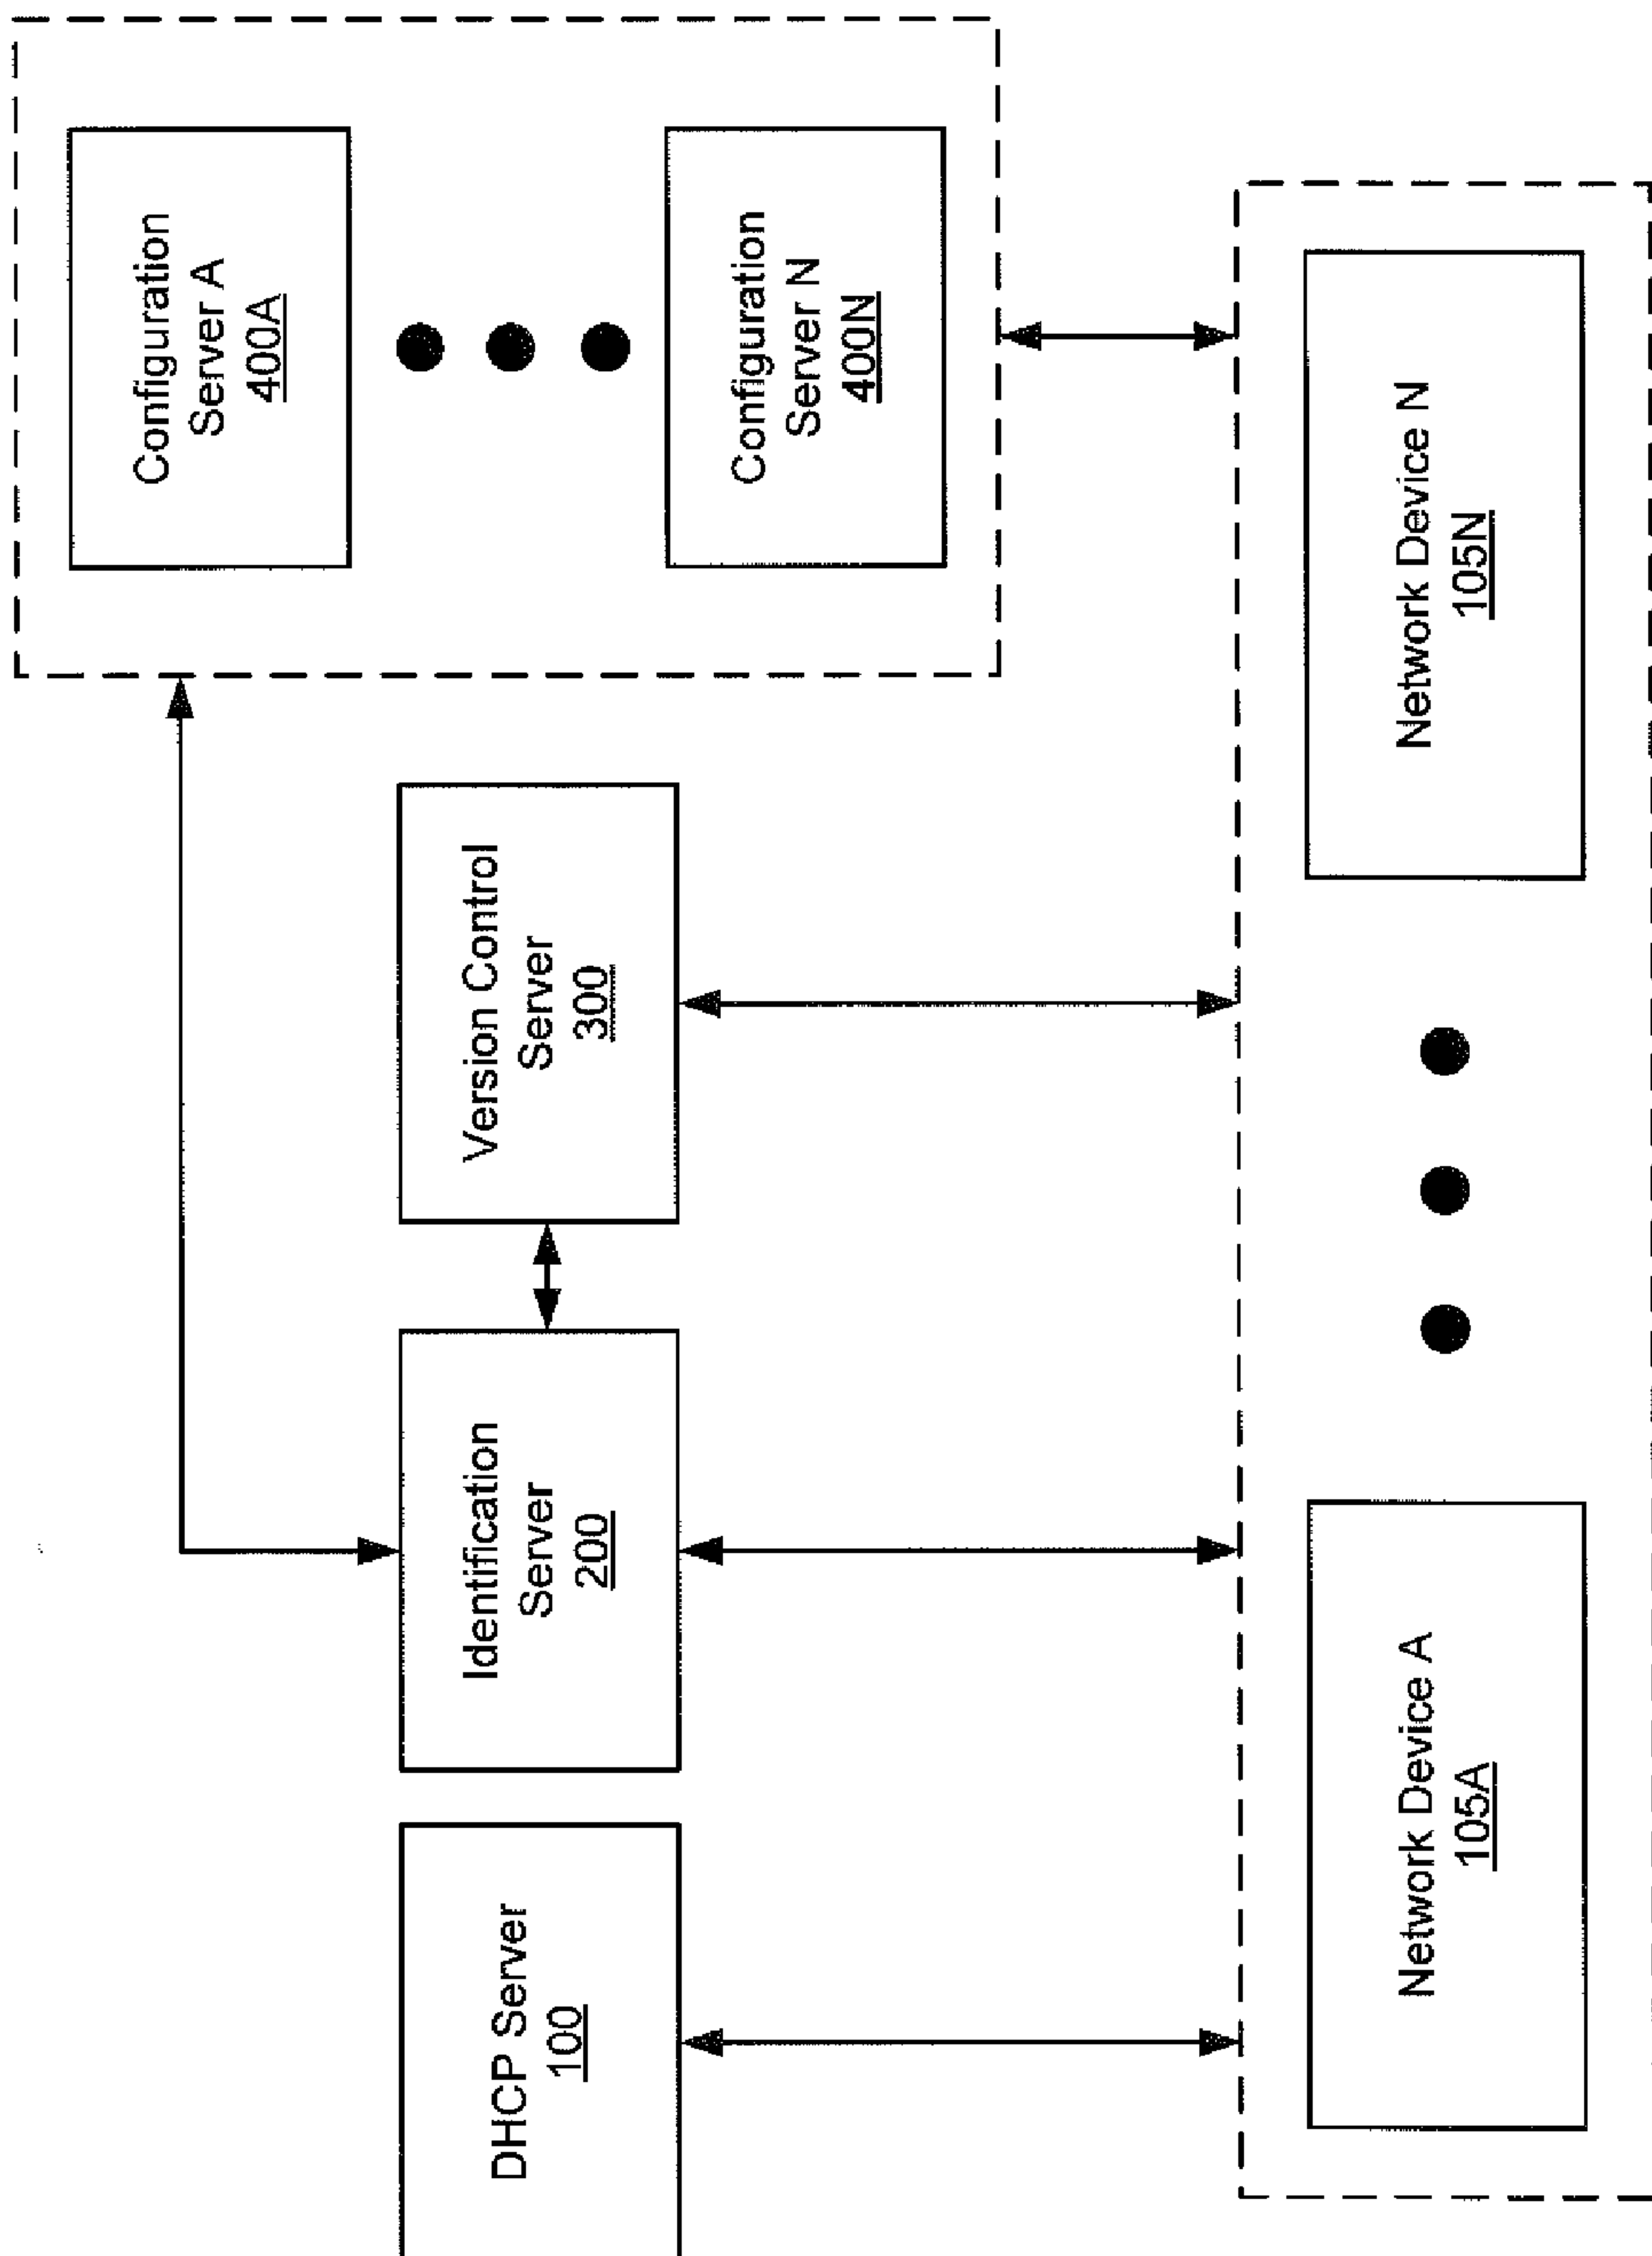 Configuration
Server A
400A
Configuration
Server N
400N
DHCP Server
100
Identification
Server
200
Version Control
Server
300
Network Device A
105A
Network Device N
105N